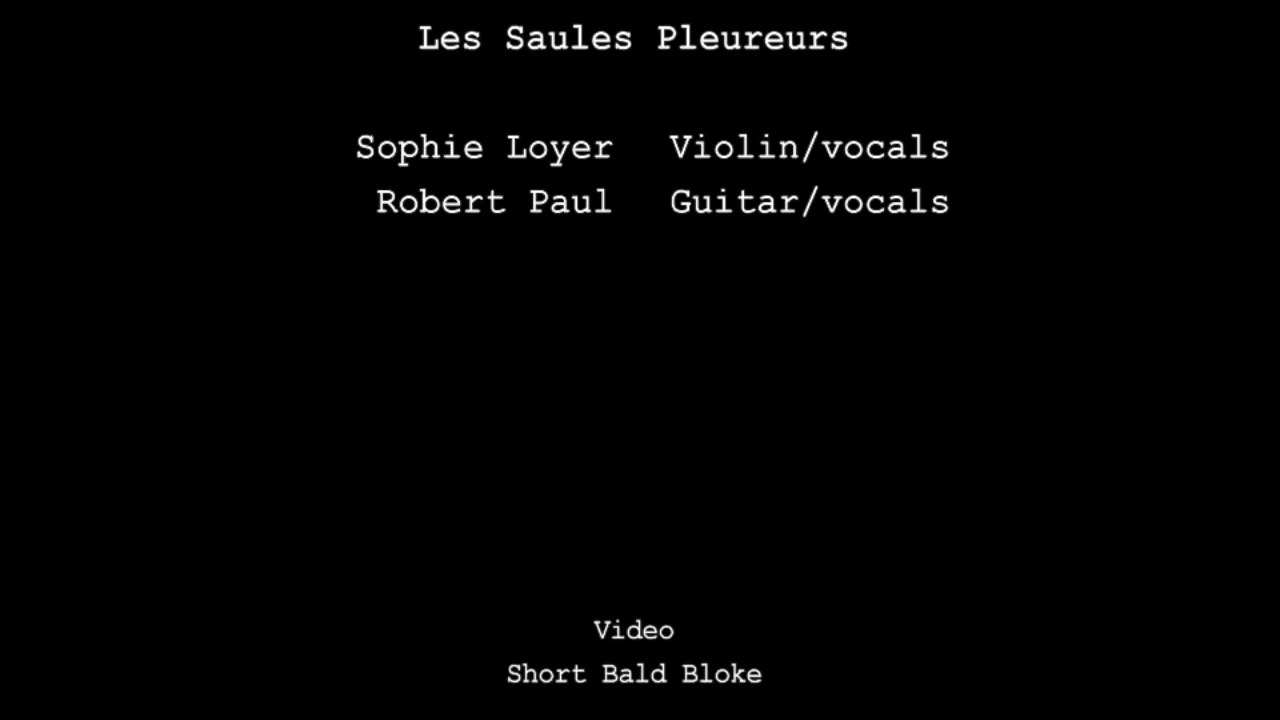 Les Saules Pleureurs
Sophie Loyer Violin/vocals
Robert Paul Guitar/vocals
Video
Short Bald Bloke